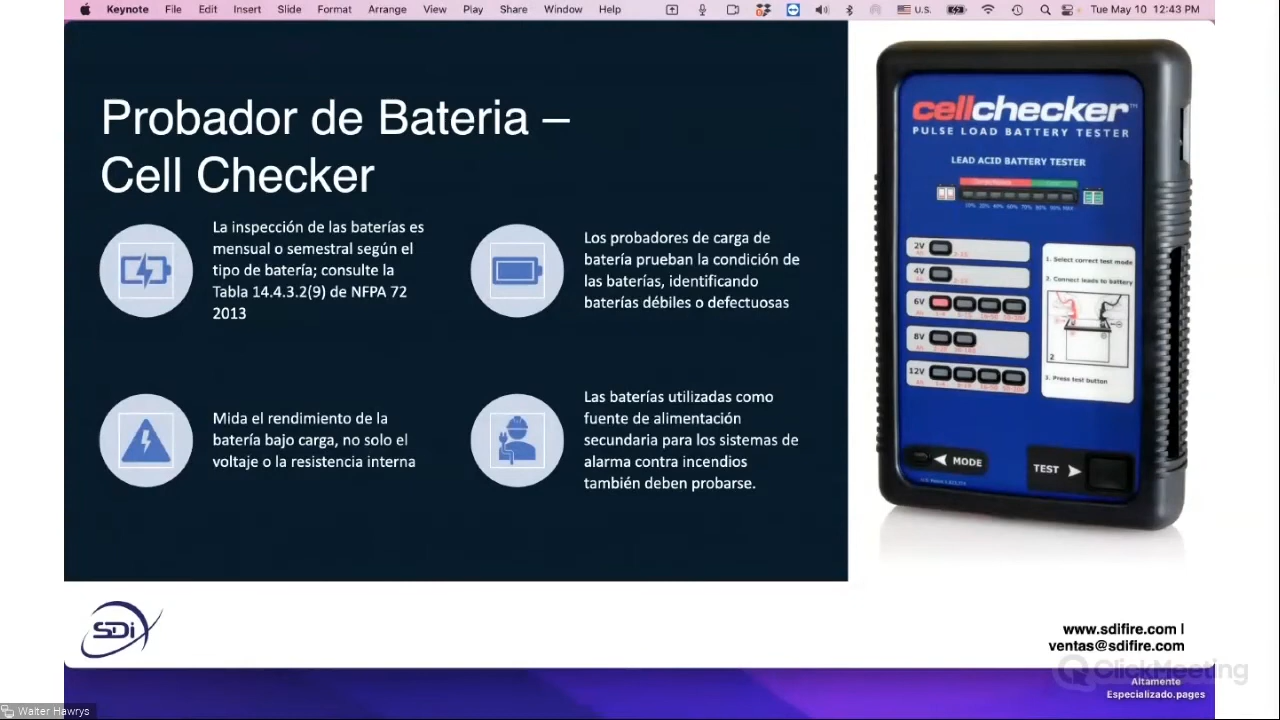 Keynote File Edit Insert Slide Format Arrange View Play Share Window Help U.S. Tue May 10 12:43 PM
Probador de Bateria –
Cell Checker
La inspección de las baterías es
mensual o semestral según el
tipo de batería; consulte la
Tabla 14.4.3.2(9) de NFPA 72
2013
Los probadores de carga de
batería prueban la condición de
las baterías, identificando
baterías débiles o defectuosas
Mida el rendimiento de la
batería bajo carga, no solo el
voltaje o la resistencia interna
Las baterías utilizadas como
fuente de alimentación
secundaria para los sistemas de
alarma contra incendios
también deben probarse.
cellchecker™
PULSE LOAD BATTERY TESTER
LEAD ACID BATTERY TESTER
2V
4V
6V
8V
12V
1. Select correct test mode
2. Connect leads to battery
2
3. Press test button
MODE
TEST
SDi
www.sdifire.com |
ventas@sdifire.com
ClickMeeting
Altamente
Especializado.pages
Walter Hawrys